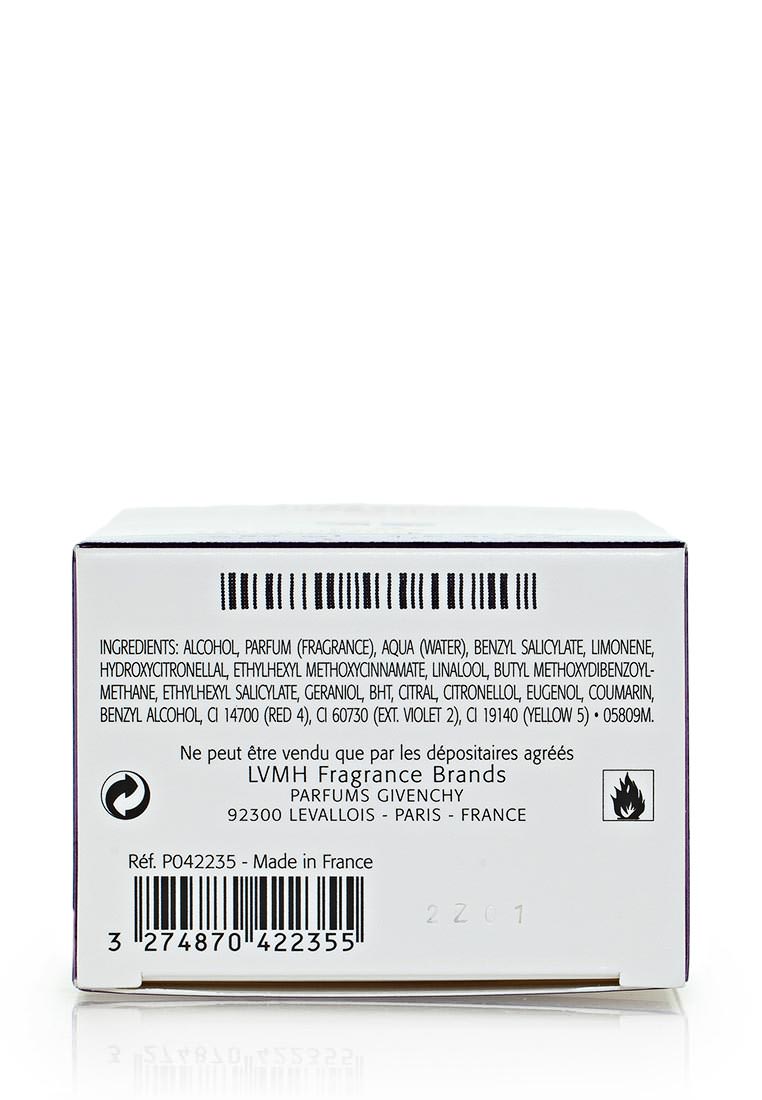 INGREDIENTS: ALCOHOL, PARFUM (FRAGRANCE), AQUA (WATER), BENZYL SALICYLATE, LIMONENE,
HYDROXYCITRONELLAL, ETHYLHEXYL METHOXYCINNAMATE, LINALOOL, BUTYL METHOXYDIBENZOYL-
METHANE, ETHYLHEXYL SALICYLATE, GERANIOL, BHT, CITRAL, CITRONELLOL, EUGENOL, COUMARIN,
BENZYL ALCOHOL, CI 14700 (RED 4), CI 60730 (EXT. VIOLET 2), CI 19140 (YELLOW 5) • 05809M.
Ne peut être vendu que par les dépositaires agréés
LVMH Fragrance Brands
PARFUMS GIVENCHY
92300 LEVALLOIS - PARIS - FRANCE
Réf. P042235 - Made in France
3 274870 422355
2Z01